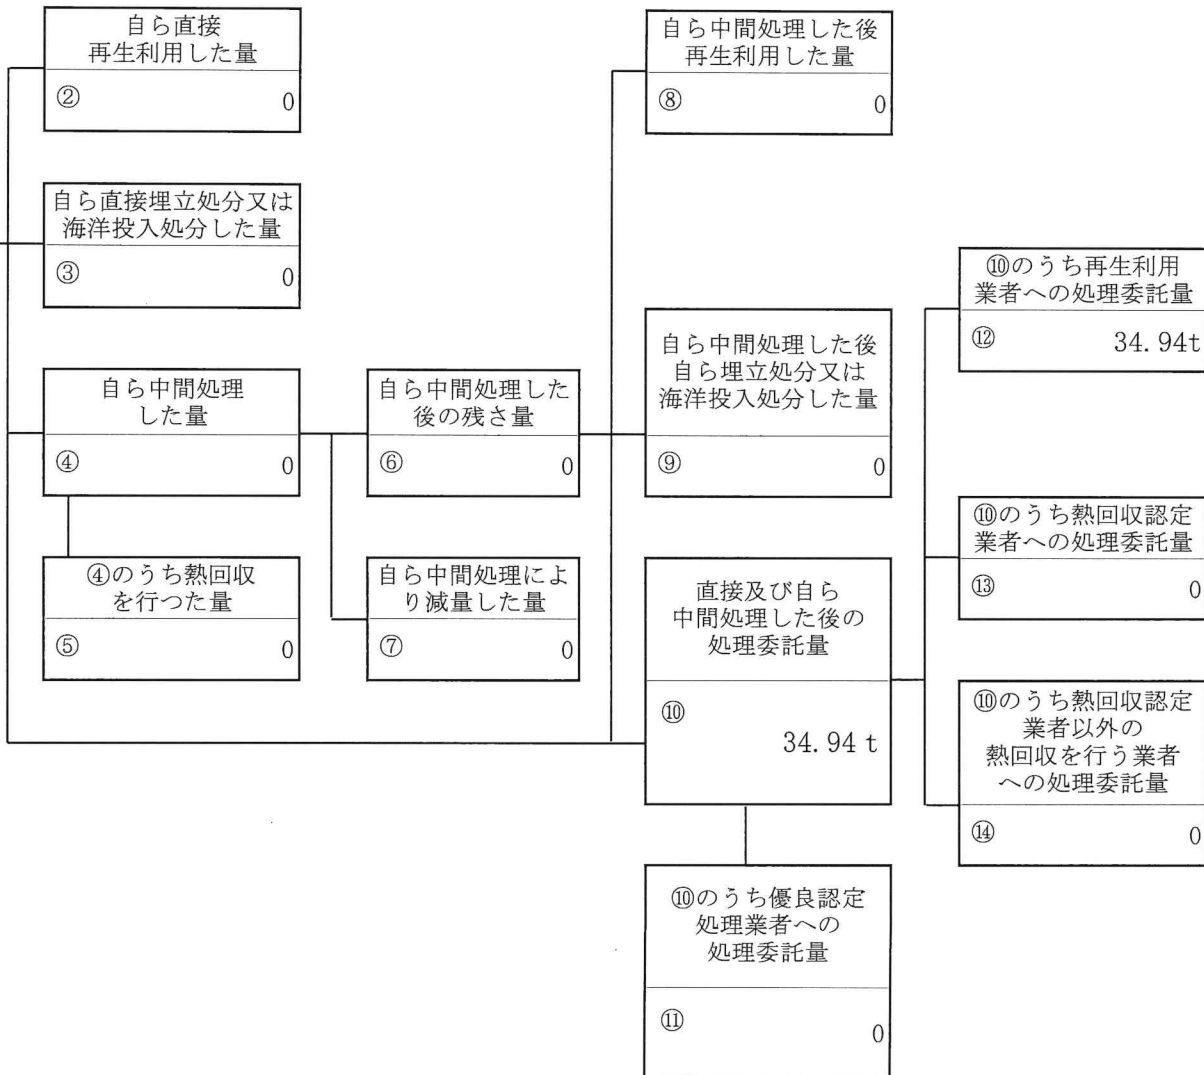 自ら直接
再生利用した量
② 0
自ら直接埋立処分又は
海洋投入処分した量
③ 0
自ら中間処理
した量
④ 0
④のうち熱回収
を行つた量
⑤ 0
自ら中間処理した
後の残さ量
⑥ 0
自ら中間処理によ
り減量した量
⑦ 0
自ら中間処理した後
再生利用した量
⑧ 0
自ら中間処理した後
自ら埋立処分又は
海洋投入処分した量
⑨ 0
直接及び自ら
中間処理した後の
処理委託量
⑩
34.94 t
⑩のうち優良認定
処理業者への
処理委託量
⑪ 0
⑩のうち再生利用
業者への処理委託量
⑫ 34.94t
⑩のうち熱回収認定
業者への処理委託量
⑬ 0
⑩のうち熱回収認定
業者以外の
熱回収を行う業者
への処理委託量
⑭ 0